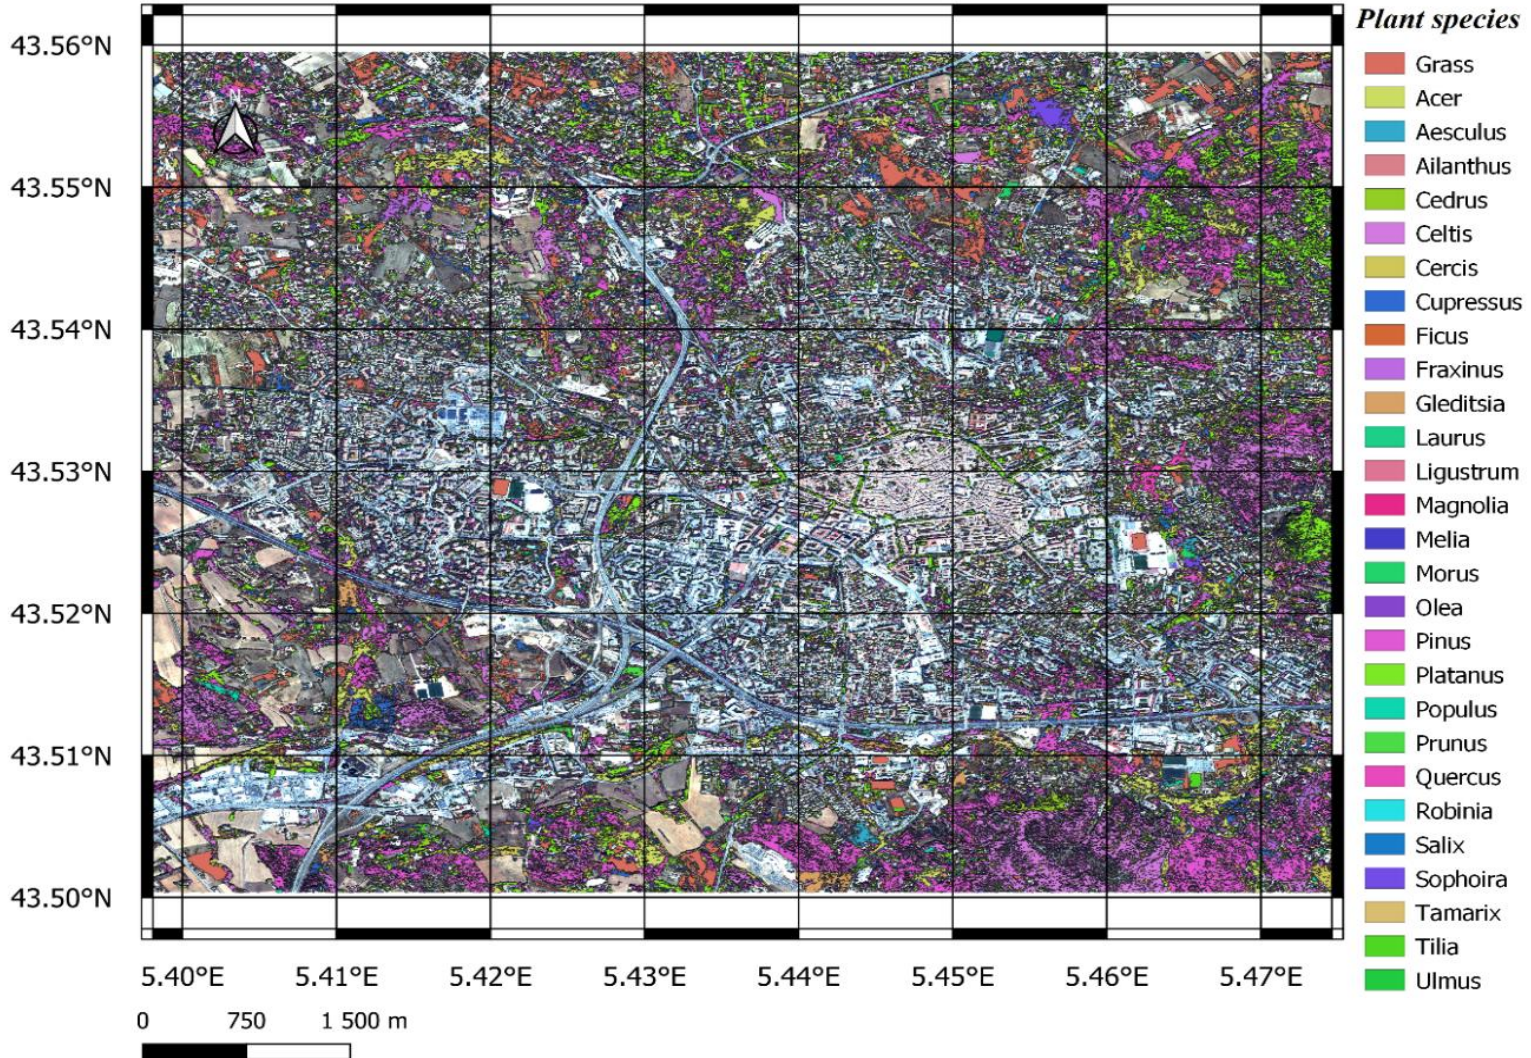 Plant species
43.56°N
43.55°N
43.54°N
43.53°N
43.52°N
43.51°N
43.50°N
5.40°E 5.41°E 5.42°E 5.43°E 5.44°E 5.45°E 5.46°E 5.47°E
0 750 1 500 m
Grass
Acer
Aesculus
Ailanthus
Cedrus
Celtis
Cercis
Cupressus
Ficus
Fraxinus
Gleditsia
Laurus
Ligustrum
Magnolia
Melia
Morus
Olea
Pinus
Platanus
Populus
Prunus
Quercus
Robinia
Salix
Sophoira
Tamarix
Tilia
Ulmus